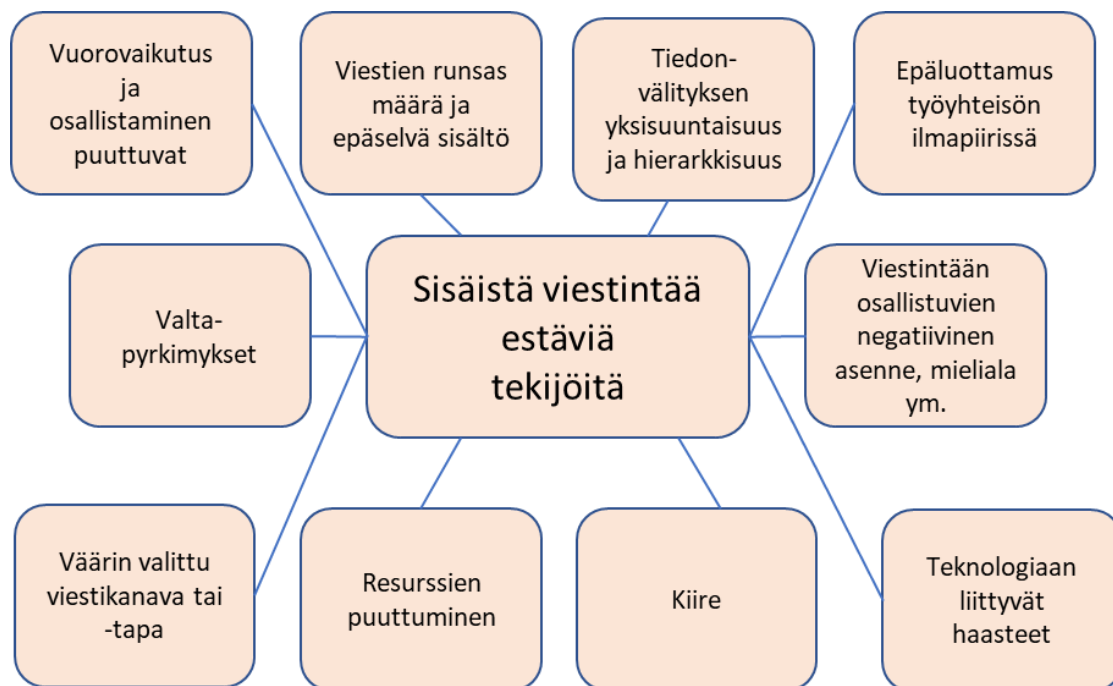 Vuorovaikutus
ja
osallistaminen
puuttuvat
Viestien runsas
määrä ja
epäselvä sisältö
Tiedon-
välityksen
yksisuuntaisuus
ja hierarkkisuus
Epäluottamus
työyhteisön
ilmapiirissä
Valta-
pyrkimykset
Sisäistä viestintää
estäviä
tekijöitä
Viestintään
osallistuvien
negatiivinen
asenne, mieliala
ym.
Väärin valittu
viestikanava tai
-tapa
Resurssien
puuttuminen
Kiire
Teknologiaan
liittyvät
haasteet